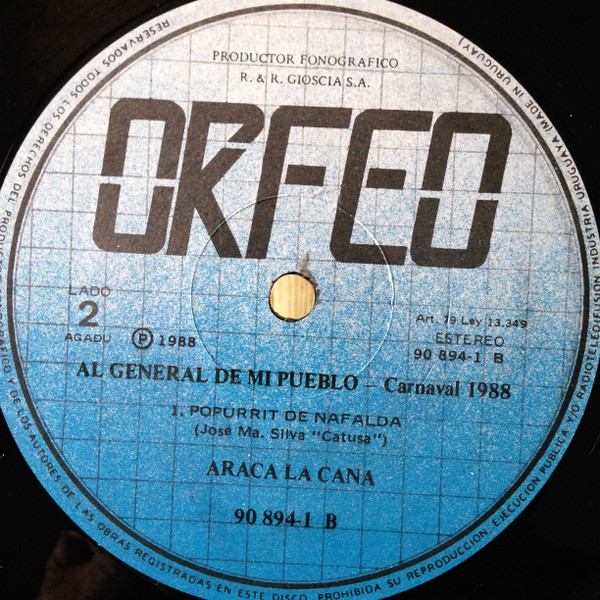 PRODUCTOR FONOGRAFICO
R. & R. GIOSCIA S.A.
ORFEO
LADO
2
AGADU
Ⓟ 1988
Art. 79 Ley 13.349
ESTEREO
90 894-1 B
AL GENERAL DE MI PUEBLO – Carnaval 1988
1. POPURRIT DE NAFALDA
(José Ma. Silva "Catusa")
ARACA LA CANA
90 894-1 B
RESERVADOS TODOS LOS DERECHOS DEL PRODUCTOR FONOGRAFICO Y DE LOS AUTORES DE LAS OBRAS REGISTRADAS EN ESTE DISCO. PROHIBIDA SU REPRODUCCION, EJECUCION PUBLICA Y/O RADIOTELEDIFUSION INDUSTRIA URUGUAYA (MADE IN URUGUAY)